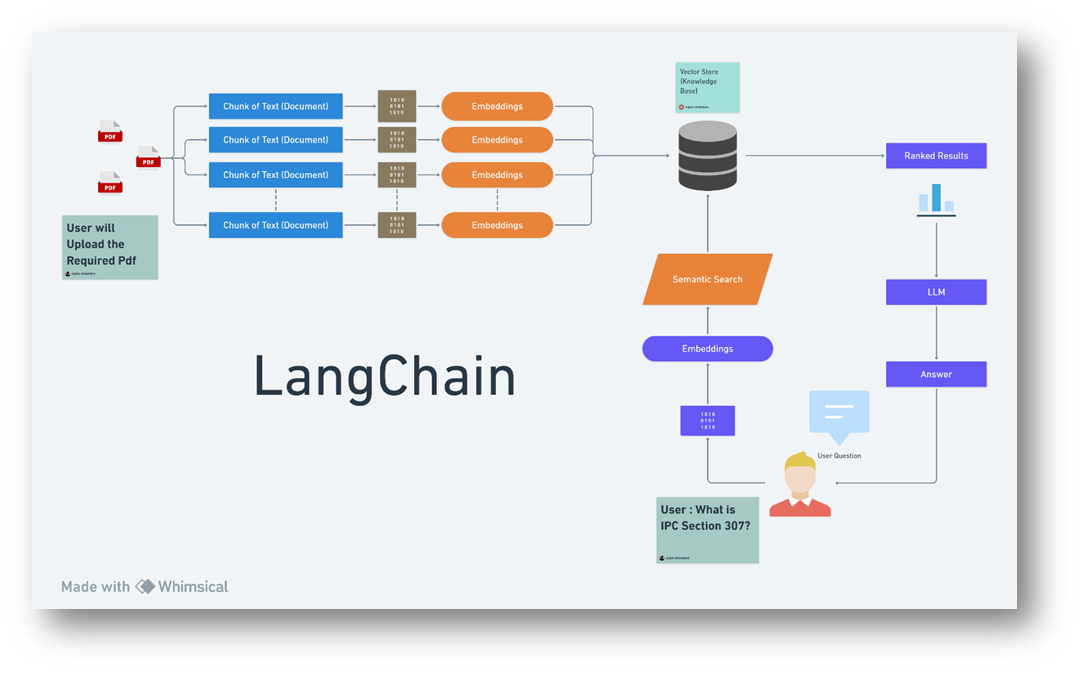 Vector Store
(Knowledge
Base)
Chunk of Text (Document)
1010
0101
1010
Embeddings
Chunk of Text (Document)
1010
0101
1010
Embeddings
Chunk of Text (Document)
1010
0101
1010
Embeddings
Chunk of Text (Document)
1010
0101
1010
Embeddings
PDF
PDF
PDF
Ranked Results
User will
Upload the
Required Pdf
Semantic Search
LLM
Embeddings
LangChain
Answer
1010
0101
1010
User Question
User : What is
IPC Section 307?
Made with Whimsical